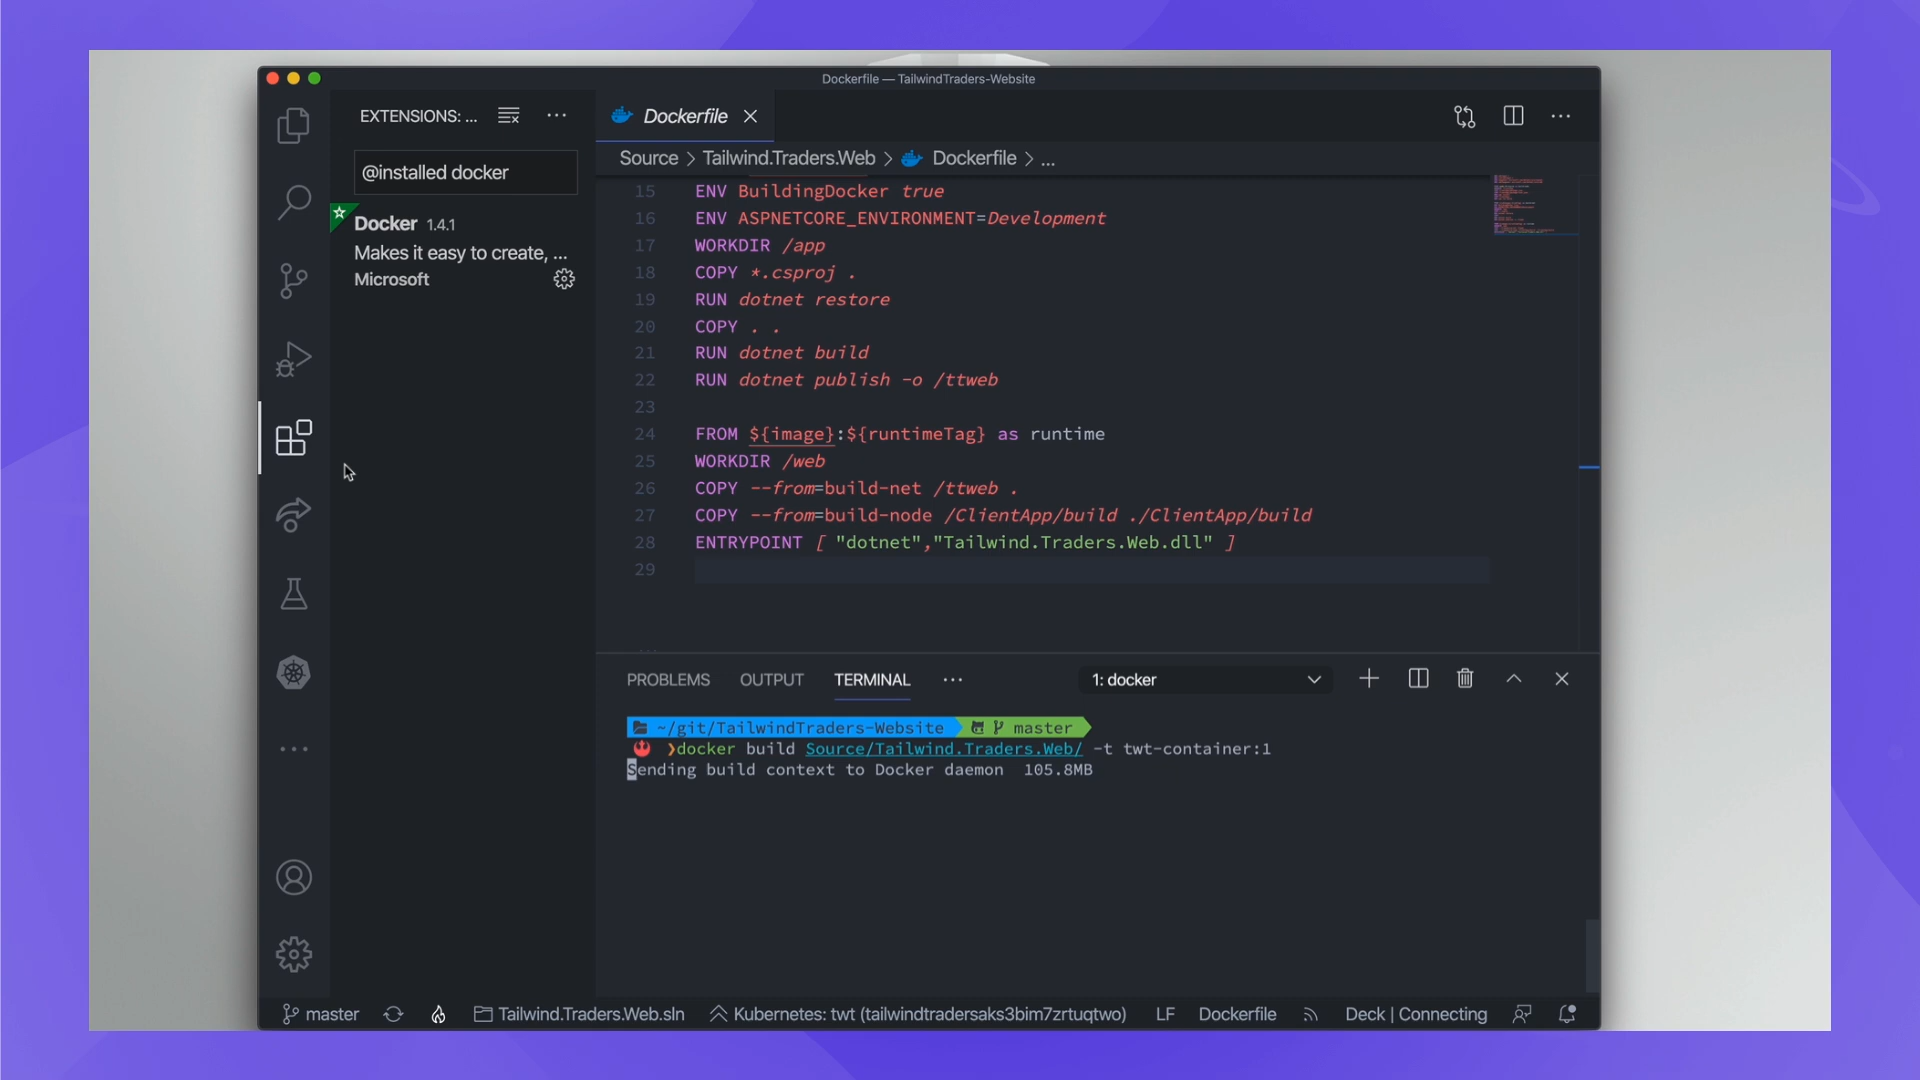 Dockerfile — TailwindTraders-Website
EXTENSIONS: ...
@installed docker
Docker 1.4.1
Makes it easy to create, ...
Microsoft
Dockerfile
Source > Tailwind.Traders.Web > Dockerfile > ...
15 ENV BuildingDocker true
16 ENV ASPNETCORE_ENVIRONMENT=Development
17 WORKDIR /app
18 COPY *.csproj .
19 RUN dotnet restore
20 COPY . .
21 RUN dotnet build
22 RUN dotnet publish -o /ttweb
23
24 FROM ${image}:${runtimeTag} as runtime
25 WORKDIR /web
26 COPY --from=build-net /ttweb .
27 COPY --from=build-node /ClientApp/build ./ClientApp/build
28 ENTRYPOINT [ "dotnet","Tailwind.Traders.Web.dll" ]
29
PROBLEMS OUTPUT TERMINAL ... 1: docker
~/git/TailwindTraders-Website master
❯docker build Source/Tailwind.Traders.Web/ -t twt-container:1
Sending build context to Docker daemon 105.8MB
master Tailwind.Traders.Web.sln Kubernetes: twt (tailwindtradersaks3bim7zrtuqtwo) LF Dockerfile Deck | Connecting